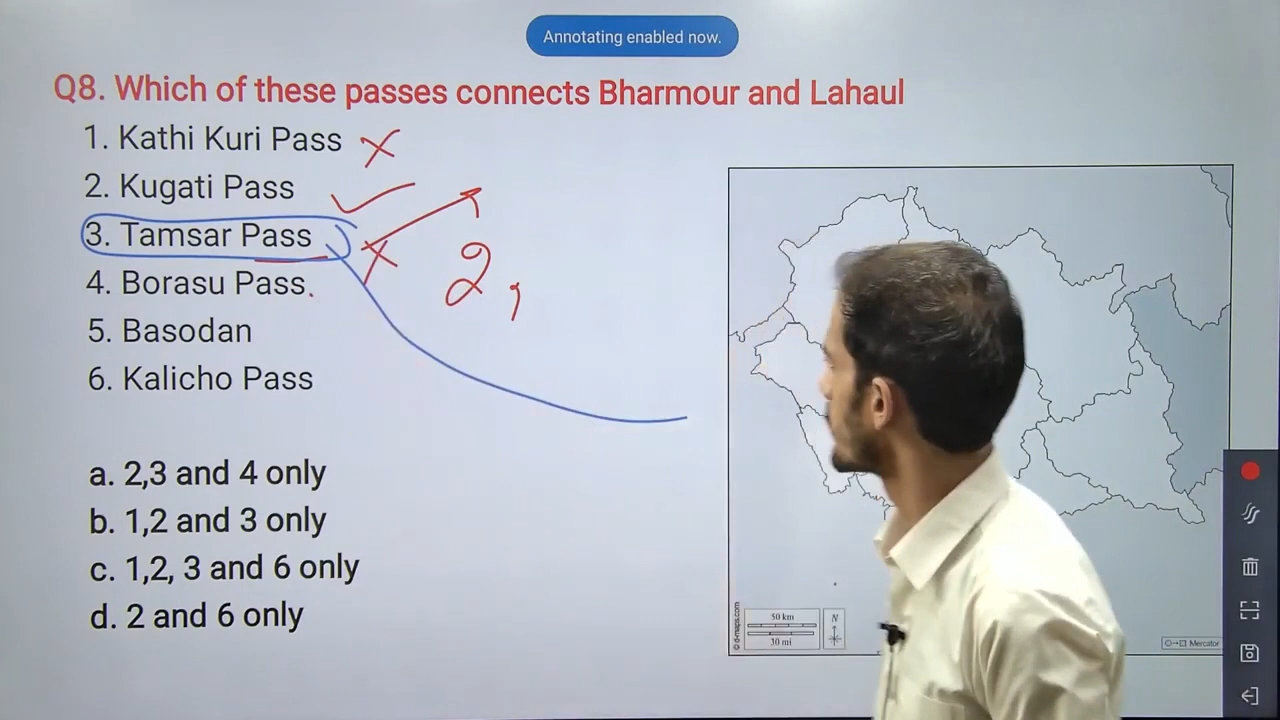 Annotating enabled now.
Q8. Which of these passes connects Bharmour and Lahaul
1. Kathi Kuri Pass ×
2. Kugati Pass ✓
3. Tamsar Pass ×
2,
4. Borasu Pass.
5. Basodan
6. Kalicho Pass
a. 2,3 and 4 only
b. 1,2 and 3 only
c. 1,2, 3 and 6 only
d. 2 and 6 only
© d-maps.com
50 km
30 mi
N
Mercator